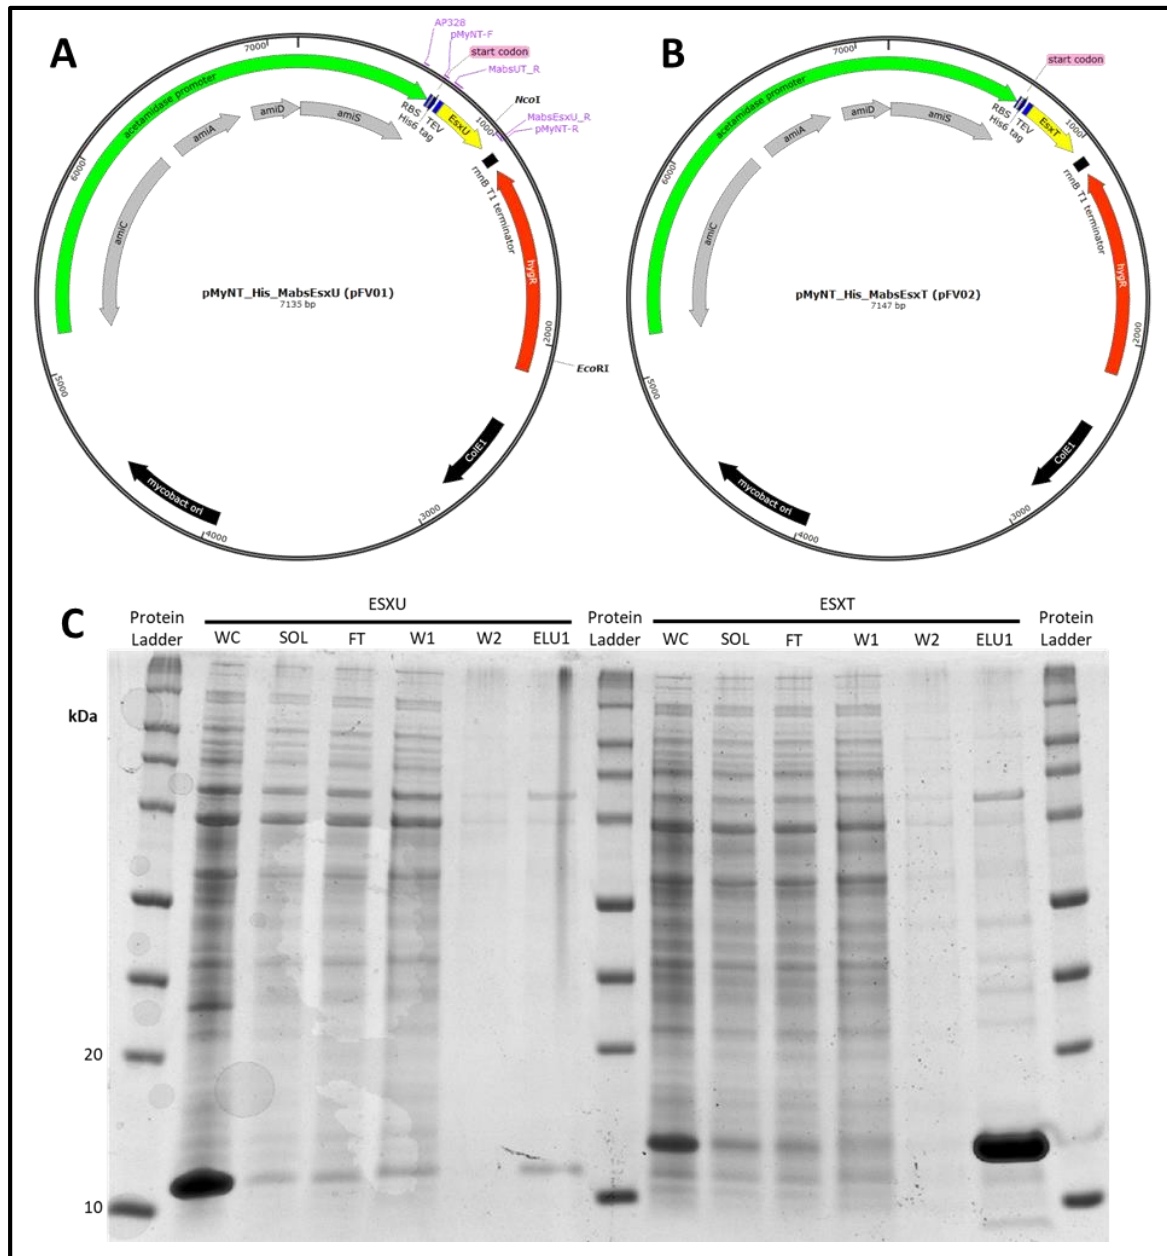 A
7000
AP328
pMyNT-F
start codon
MabsUT_R
NcoI
1000
MabsEsxU_R
pMyNT-R
acetamidase promoter
amiD
amiS
amiA
amiC
RBS
His6 tag
TEV
EsxU
rrnB T1 terminator
hygR
6000
pMyNT_His_MabsEsxU (pFV01)
7135 bp
2000
EcoRI
5000
ColE1
3000
mycobact ori
4000
B
7000
start codon
acetamidase promoter
amiD
amiS
amiA
amiC
RBS
His6 tag
TEV
EsxT
1000
rrnB T1 terminator
hygR
6000
pMyNT_His_MabsEsxT (pFV02)
7147 bp
2000
5000
ColE1
3000
mycobact ori
4000
C
ESXU
ESXT
Protein Ladder
WC SOL FT W1 W2 ELU1
Protein Ladder
WC SOL FT W1 W2 ELU1
Protein Ladder
kDa
20
10